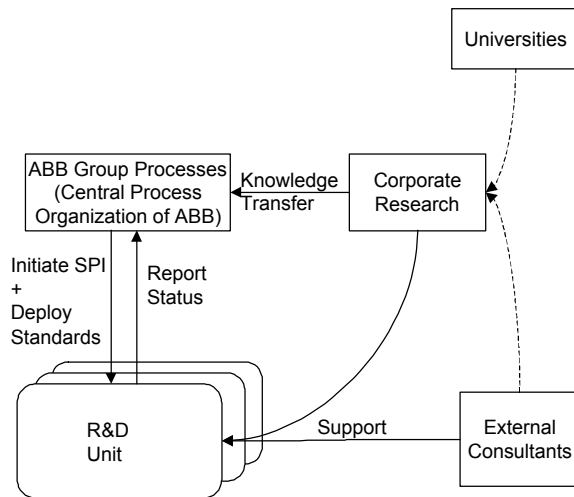 Universities
ABB Group Processes
(Central Process
Organization of ABB)
Knowledge
Transfer
Corporate
Research
Initiate SPI
+
Deploy
Standards
Report
Status
R&D
Unit
Support
External
Consultants